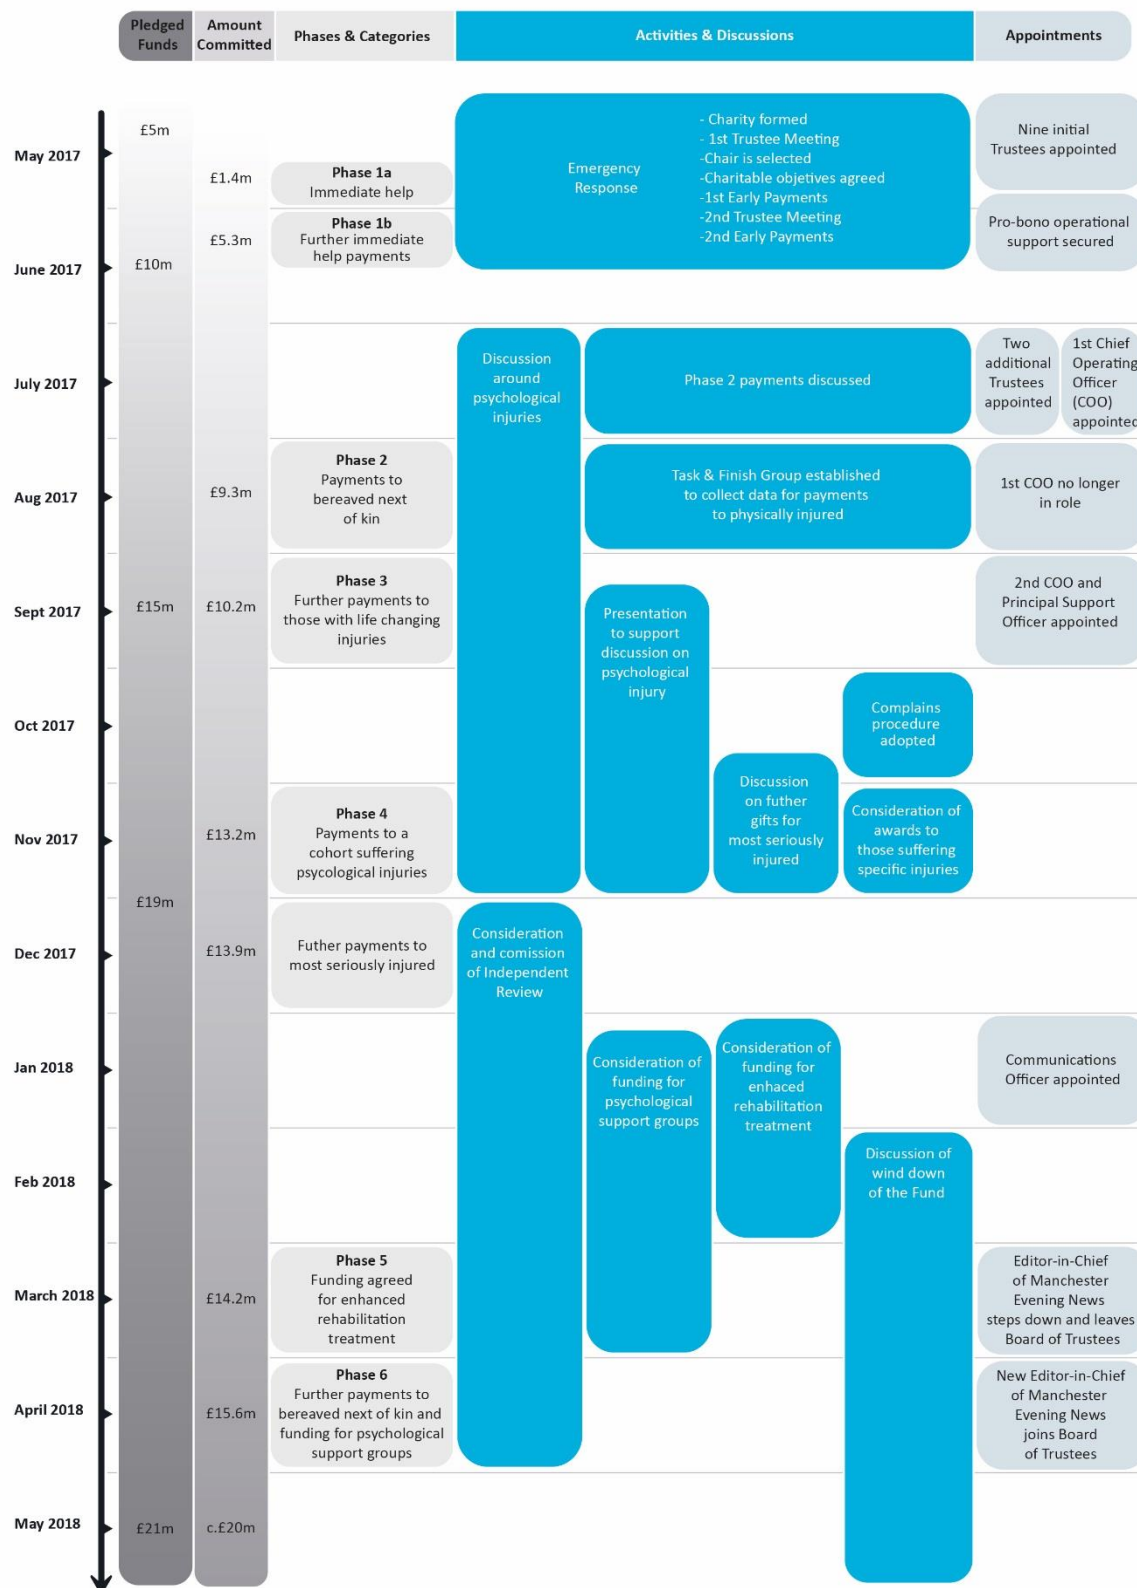 Pledged
Funds
Amount
Committed
Phases & Categories
Activities & Discussions
Appointments
May 2017
£5m
£1.4m
Phase 1a
Immediate help
Emergency
Response
- Charity formed
- 1st Trustee Meeting
-Chair is selected
-Charitable objetives agreed
-1st Early Payments
-2nd Trustee Meeting
-2nd Early Payments
Nine initial
Trustees appointed
June 2017
£10m
£5.3m
Phase 1b
Further immediate
help payments
Pro-bono operational
support secured
July 2017
Discussion
around
psychological
injuries
Phase 2 payments discussed
Two
additional
Trustees
appointed
1st Chief
Operating
Officer
(COO)
appointed
Aug 2017
£9.3m
Phase 2
Payments to
bereaved next
of kin
Task & Finish Group established
to collect data for payments
to physically injured
1st COO no longer
in role
Sept 2017
£15m
£10.2m
Phase 3
Further payments to
those with life changing
injuries
Presentation
to support
discussion on
psychological
injury
2nd COO and
Principal Support
Officer appointed
Oct 2017
Complains
procedure
adopted
Nov 2017
£13.2m
Phase 4
Payments to a
cohort suffering
psycological injuries
Discussion
on futher
gifts for
most seriously
injured
Consideration of
awards to
those suffering
specific injuries
£19m
Dec 2017
£13.9m
Futher payments to
most seriously injured
Consideration
and comission
of Independent
Review
Jan 2018
Consideration of
funding for
psychological
support groups
Consideration of
funding for
enhaced
rehabilitation
treatment
Communications
Officer appointed
Feb 2018
Discussion of
wind down
of the Fund
March 2018
£14.2m
Phase 5
Funding agreed
for enhanced
rehabilitation
treatment
Editor-in-Chief
of Manchester
Evening News
steps down and leaves
Board of Trustees
April 2018
£15.6m
Phase 6
Further payments to
bereaved next of kin and
funding for psychological
support groups
New Editor-in-Chief
of Manchester
Evening News
joins Board
of Trustees
May 2018
£21m
c.£20m